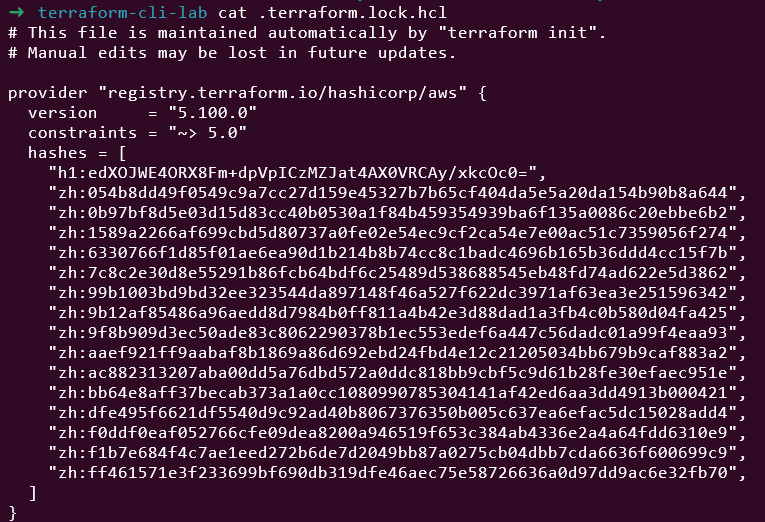 → terraform-cli-lab cat .terraform.lock.hcl
# This file is maintained automatically by "terraform init".
# Manual edits may be lost in future updates.

provider "registry.terraform.io/hashicorp/aws" {
  version     = "5.100.0"
  constraints = "~> 5.0"
  hashes = [
    "h1:edXOJWE4ORX8Fm+dpVpICzMZJat4AX0VRCAy/xkcOc0=",
    "zh:054b8dd49f0549c9a7cc27d159e45327b7b65cf404da5e5a20da154b90b8a644",
    "zh:0b97bf8d5e03d15d83cc40b0530a1f84b459354939ba6f135a0086c20ebbe6b2",
    "zh:1589a2266af699cbd5d80737a0fe02e54ec9cf2ca54e7e00ac51c7359056f274",
    "zh:6330766f1d85f01ae6ea90d1b214b8b74cc8c1badc4696b165b36ddd4cc15f7b",
    "zh:7c8c2e30d8e55291b86fcb64bdf6c25489d538688545eb48fd74ad622e5d3862",
    "zh:99b1003bd9bd32ee323544da897148f46a527f622dc3971af63ea3e251596342",
    "zh:9b12af85486a96aedd8d7984b0ff811a4b42e3d88dad1a3fb4c0b580d04fa425",
    "zh:9f8b909d3ec50ade83c8062290378b1ec553edef6a447c56dadc01a99f4eaa93",
    "zh:aaef921ff9aabaf8b1869a86d692ebd24fbd4e12c21205034bb679b9caf883a2",
    "zh:ac882313207aba00dd5a76dbd572a0ddc818bb9cbf5c9d61b28fe30efaec951e",
    "zh:bb64e8aff37becab373a1a0cc1080990785304141af42ed6aa3dd4913b000421",
    "zh:dfe495f6621df5540d9c92ad40b8067376350b005c637ea6efac5dc15028add4",
    "zh:f0ddf0eaf052766cfe09dea8200a946519f653c384ab4336e2a4a64fdd6310e9",
    "zh:f1b7e684f4c7ae1eed272b6de7d2049bb87a0275cb04dbb7cda6636f600699c9",
    "zh:ff461571e3f233699bf690db319dfe46aec75e58726636a0d97dd9ac6e32fb70",
  ]
}